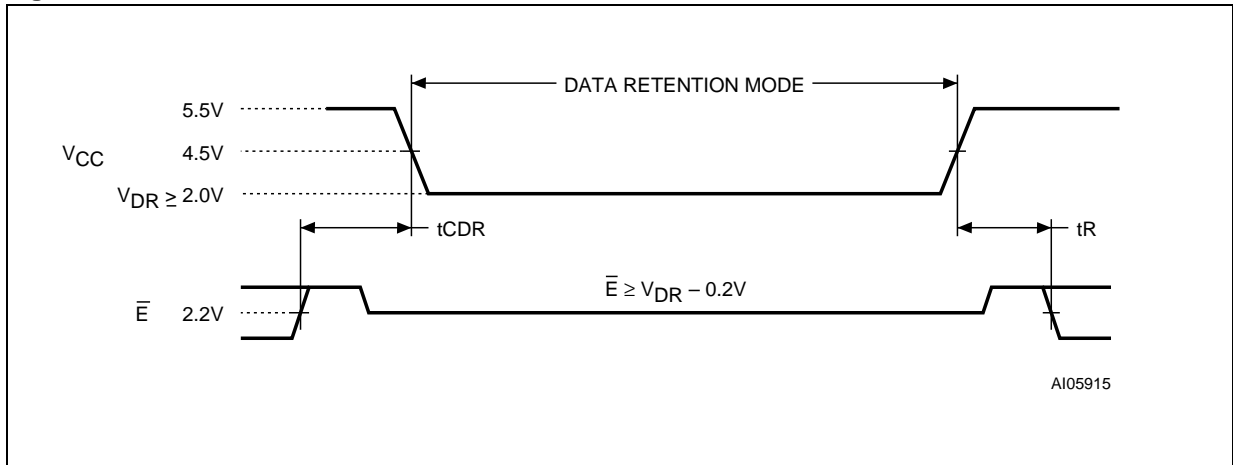 DATA RETENTION MODE
5.5V
VCC 4.5V
VDR ≥ 2.0V
tCDR tR
E̅ ≥ VDR – 0.2V
E̅ 2.2V
AI05915